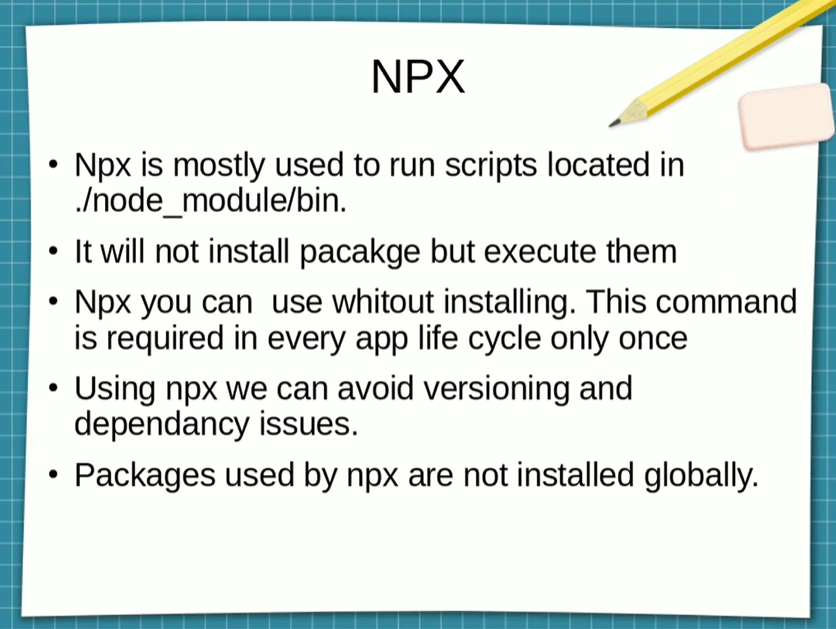 NPX
• Npx is mostly used to run scripts located in
./node_module/bin.
• It will not install pacakge but execute them
• Npx you can  use whitout installing. This command
is required in every app life cycle only once
• Using npx we can avoid versioning and
dependancy issues.
• Packages used by npx are not installed globally.